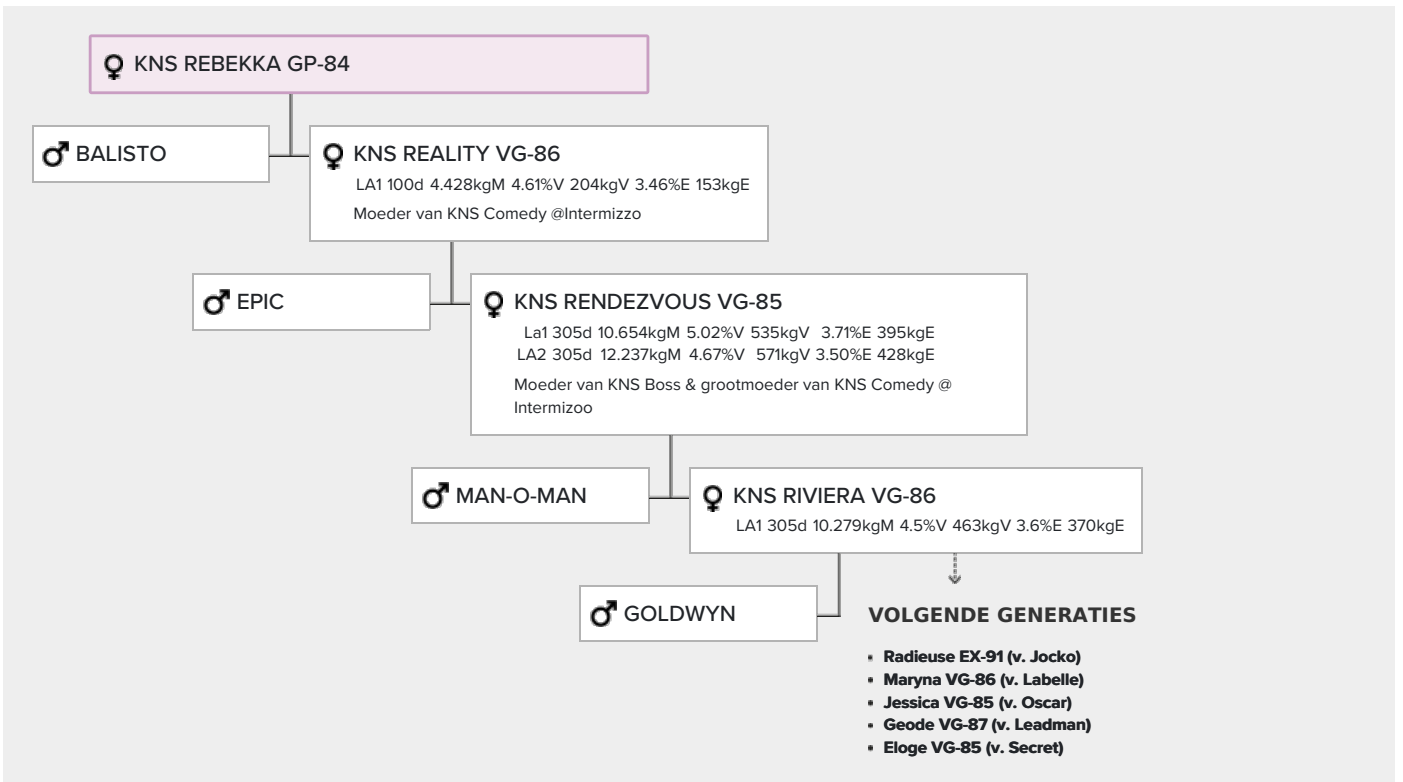 KNS REBEKKA GP-84
BALISTO
KNS REALITY VG-86
LA1 100d 4.428kgM 4.61%V 204kgV 3.46%E 153kgE
Moeder van KNS Comedy @Intermizzo
EPIC
KNS RENDEZVOUS VG-85
La1 305d 10.654kgM 5.02%V 535kgV 3.71%E 395kgE
LA2 305d 12.237kgM 4.67%V 571kgV 3.50%E 428kgE
Moeder van KNS Boss & grootmoeder van KNS Comedy @
Intermizoo
MAN-O-MAN
KNS RIVIERA VG-86
LA1 305d 10.279kgM 4.5%V 463kgV 3.6%E 370kgE
GOLDWYN
VOLGENDE GENERATIES
• Radieuse EX-91 (v. Jocko)
• Maryna VG-86 (v. Labelle)
• Jessica VG-85 (v. Oscar)
• Geode VG-87 (v. Leadman)
• Eloge VG-85 (v. Secret)